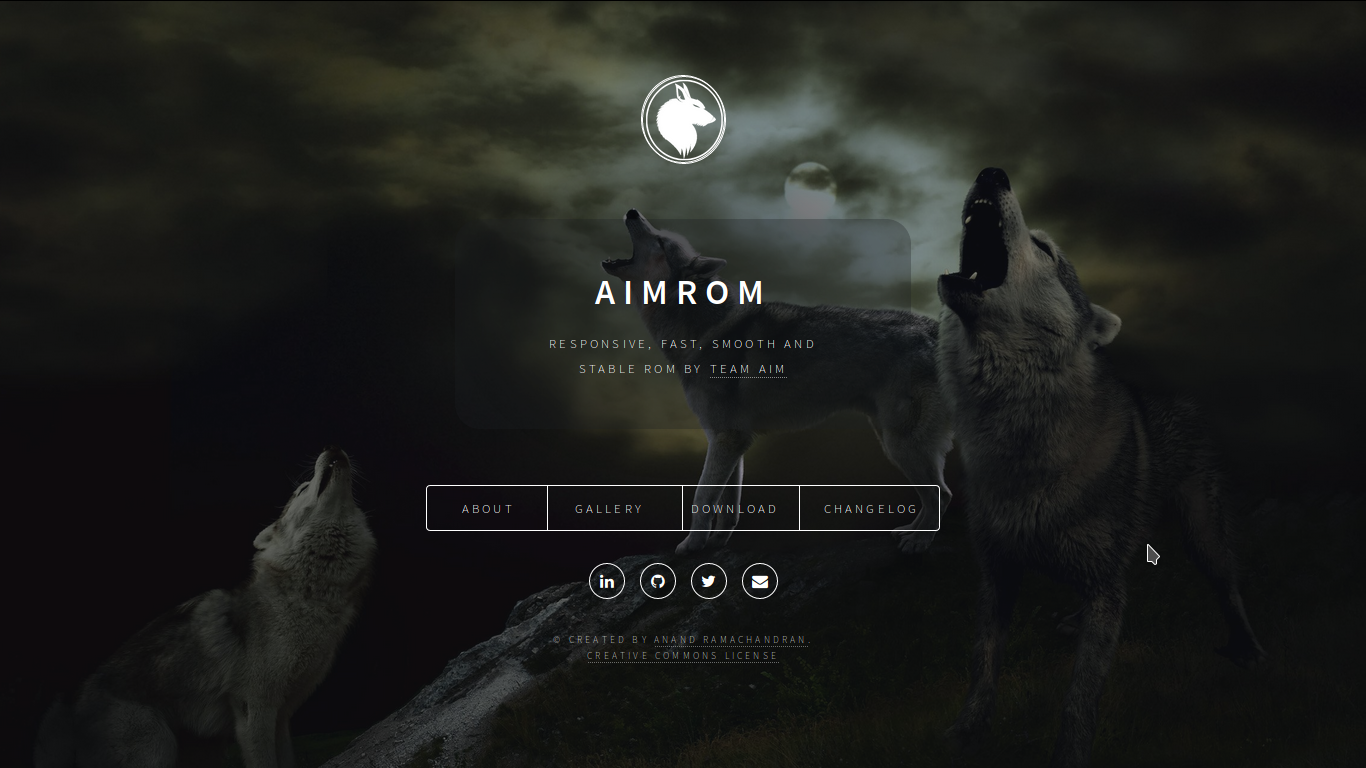 AIMROM
RESPONSIVE, FAST, SMOOTH AND
STABLE ROM BY TEAM AIM
ABOUT
GALLERY
DOWNLOAD
CHANGELOG
in
© CREATED BY ANAND RAMACHANDRAN.
CREATIVE COMMONS LICENSE